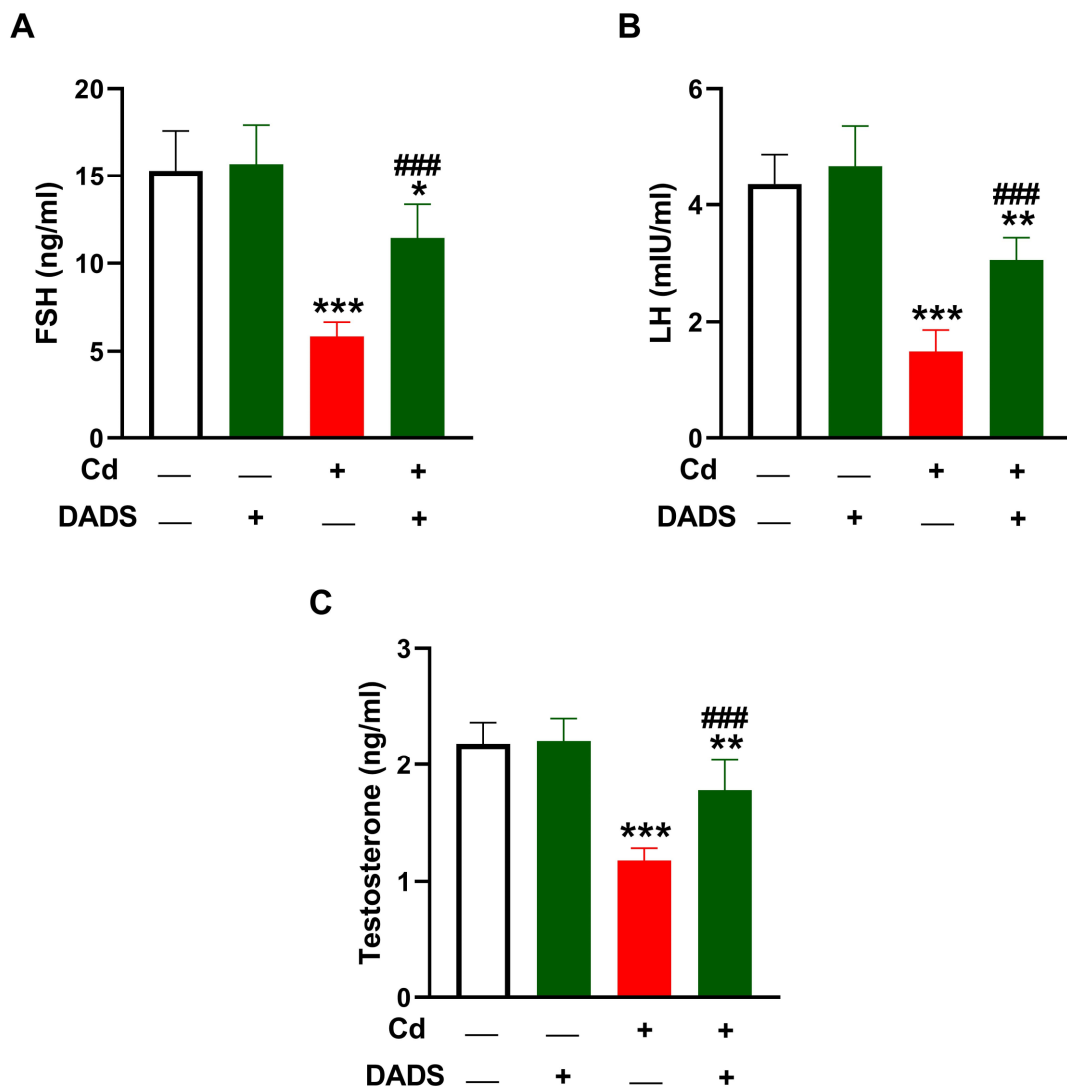 A
FSH (ng/ml)
20
15
10
5
0
***
###
*
Cd — — + +
DADS — + — +
B
LH (mIU/ml)
6
4
2
0
***
###
**
Cd — — + +
DADS — + — +
C
Testosterone (ng/ml)
3
2
1
0
***
###
**
Cd — — + +
DADS — + — +